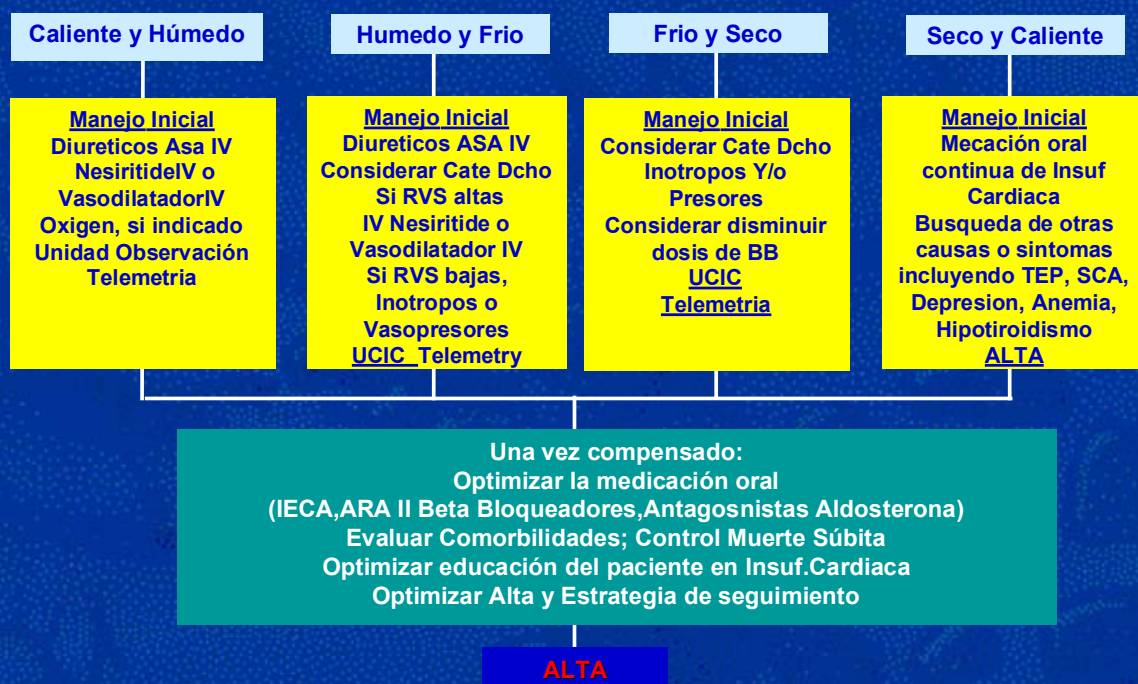 Caliente y Húmedo
Manejo Inicial
Diureticos Asa IV
NesiritideIV o
VasodilatadorIV
Oxigen, si indicado
Unidad Observación
Telemetria
Humedo y Frio
Manejo Inicial
Diureticos ASA IV
Considerar Cate Dcho
Si RVS altas
IV Nesiritide o
Vasodilatador IV
Si RVS bajas,
Inotropos o
Vasopresores
UCIC Telemetry
Frio y Seco
Manejo Inicial
Considerar Cate Dcho
Inotropos Y/o
Presores
Considerar disminuir
dosis de BB
UCIC
Telemetria
Seco y Caliente
Manejo Inicial
Mecación oral
continua de Insuf
Cardiaca
Busqueda de otras
causas o sintomas
incluyendo TEP, SCA,
Depresion, Anemia,
Hipotiroidismo
ALTA
Una vez compensado:
Optimizar la medicación oral
(IECA,ARA II Beta Bloqueadores,Antagosnistas Aldosterona)
Evaluar Comorbilidades; Control Muerte Súbita
Optimizar educación del paciente en Insuf.Cardiaca
Optimizar Alta y Estrategia de seguimiento
ALTA